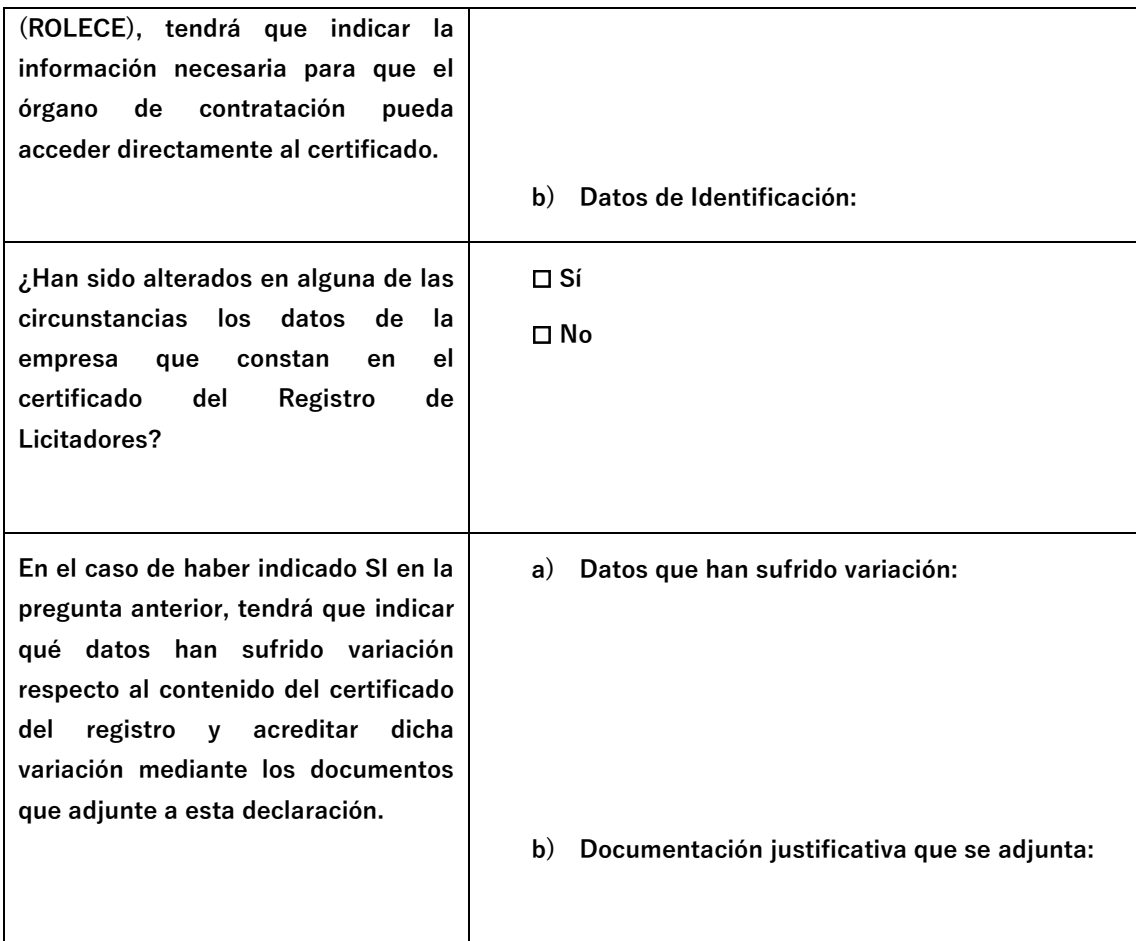 (ROLECE), tendrá que indicar la
información necesaria para que el
órgano de contratación pueda
acceder directamente al certificado.
b) Datos de Identificación:
¿Han sido alterados en alguna de las
circunstancias los datos de la
empresa que constan en el
certificado del Registro de
Licitadores?
☐ Sí
☐ No
En el caso de haber indicado SI en la
pregunta anterior, tendrá que indicar
qué datos han sufrido variación
respecto al contenido del certificado
del registro y acreditar dicha
variación mediante los documentos
que adjunte a esta declaración.
a) Datos que han sufrido variación:
b) Documentación justificativa que se adjunta: